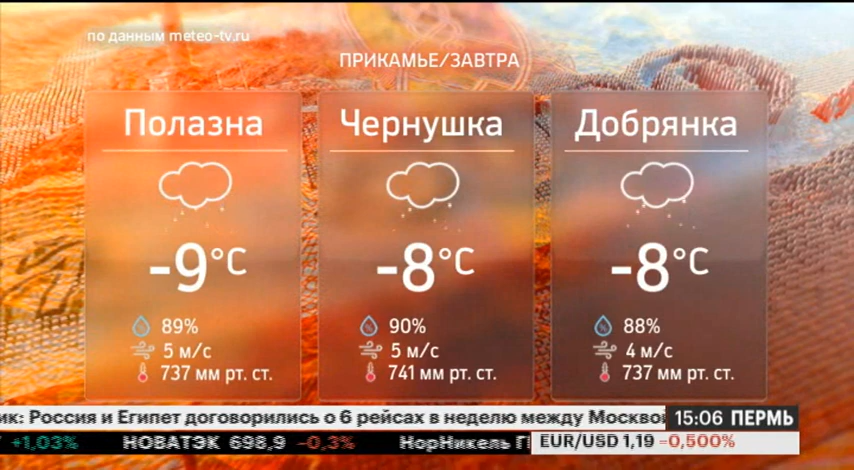 по данным meteo-tv.ru
ПРИКАМЬЕ/ЗАВТРА
Полазна
-9°C
89%
5 м/с
737 мм рт. ст.
Чернушка
-8°C
90%
5 м/с
741 мм рт. ст.
Добрянка
-8°C
88%
4 м/с
737 мм рт. ст.
ик: Россия и Египет договорились о 6 рейсах в неделю между Москвой
15:06 ПЕРМЬ
+1,03% НОВАТЭК 698,9 -0,3% НорНикель Г
EUR/USD 1,19 -0,500%